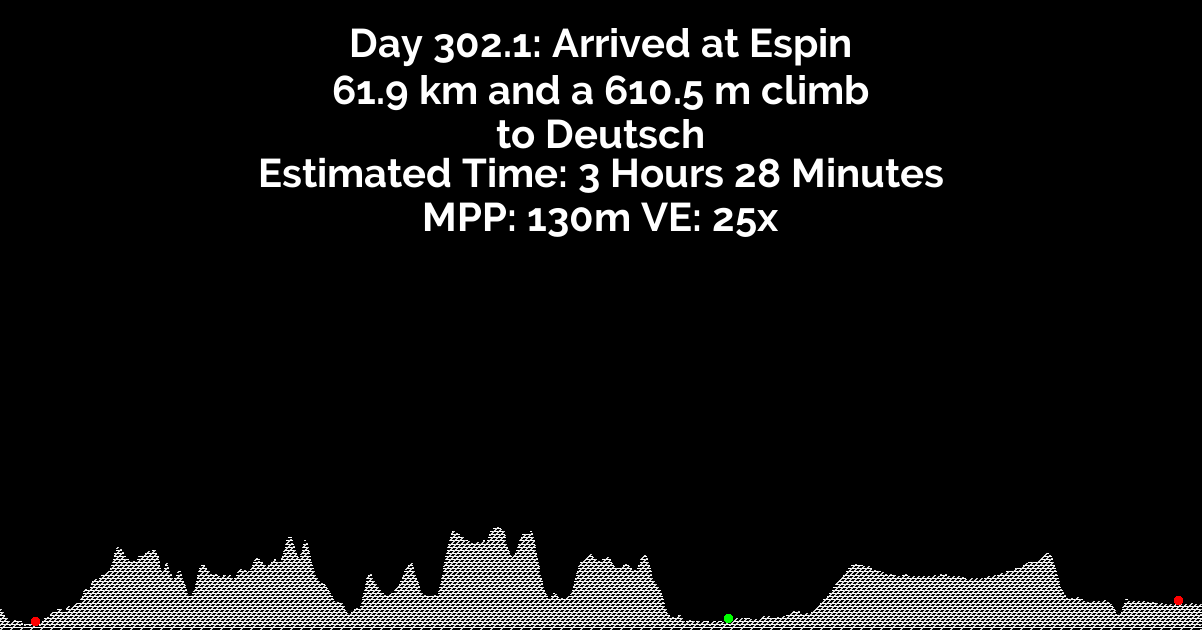 Day 302.1: Arrived at Espin
61.9 km and a 610.5 m climb
to Deutsch
Estimated Time: 3 Hours 28 Minutes
MPP: 130m VE: 25x